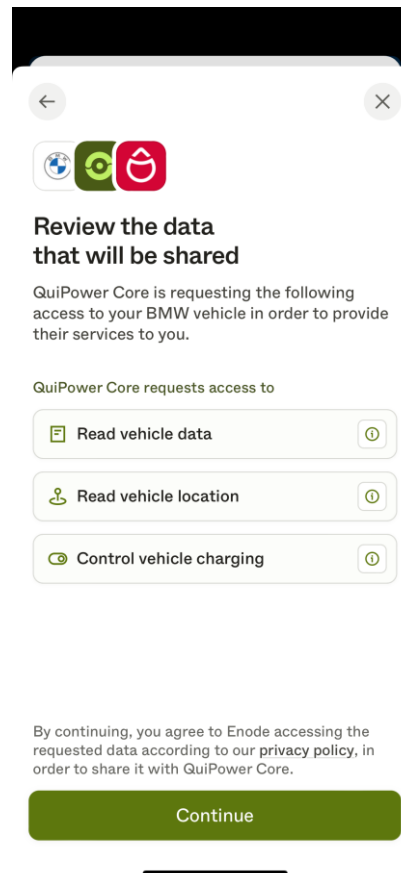 Review the data
that will be shared
QuiPower Core is requesting the following
access to your BMW vehicle in order to provide
their services to you.
QuiPower Core requests access to
Read vehicle data
Read vehicle location
Control vehicle charging
By continuing, you agree to Enode accessing the
requested data according to our privacy policy, in
order to share it with QuiPower Core.
Continue